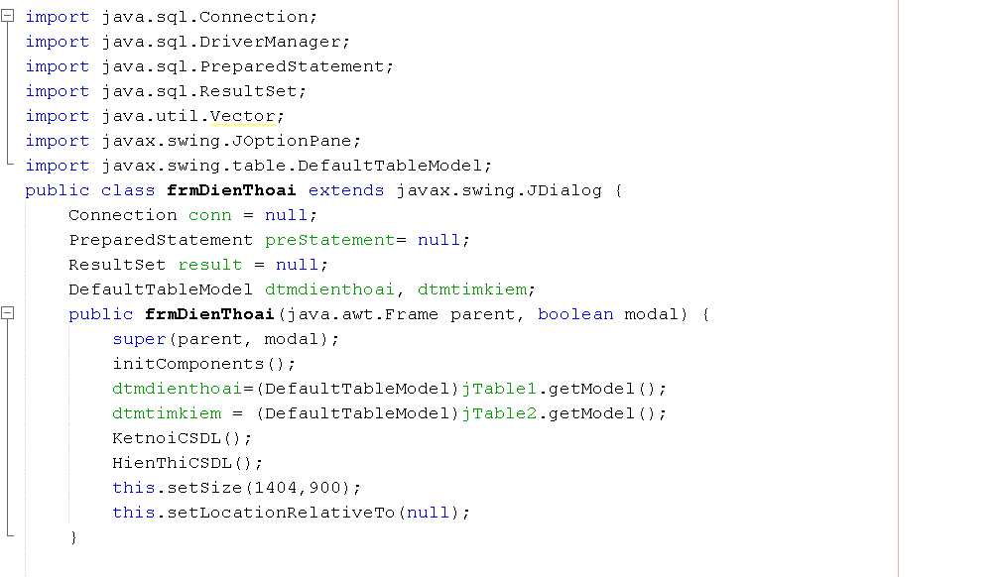 import java.sql.Connection;
import java.sql.DriverManager;
import java.sql.PreparedStatement;
import java.sql.ResultSet;
import java.util.Vector;
import javax.swing.JOptionPane;
import javax.swing.table.DefaultTableModel;
public class frmDienThoai extends javax.swing.JDialog {
    Connection conn = null;
    PreparedStatement preStatement= null;
    ResultSet result = null;
    DefaultTableModel dtmdienthoai, dtmtimkiem;
    public frmDienThoai(java.awt.Frame parent, boolean modal) {
        super(parent, modal);
        initComponents();
        dtmdienthoai=(DefaultTableModel)jTable1.getModel();
        dtmtimkiem = (DefaultTableModel)jTable2.getModel();
        KetnoiCSDL();
        HienThiCSDL();
        this.setSize(1404,900);
        this.setLocationRelativeTo(null);
    }